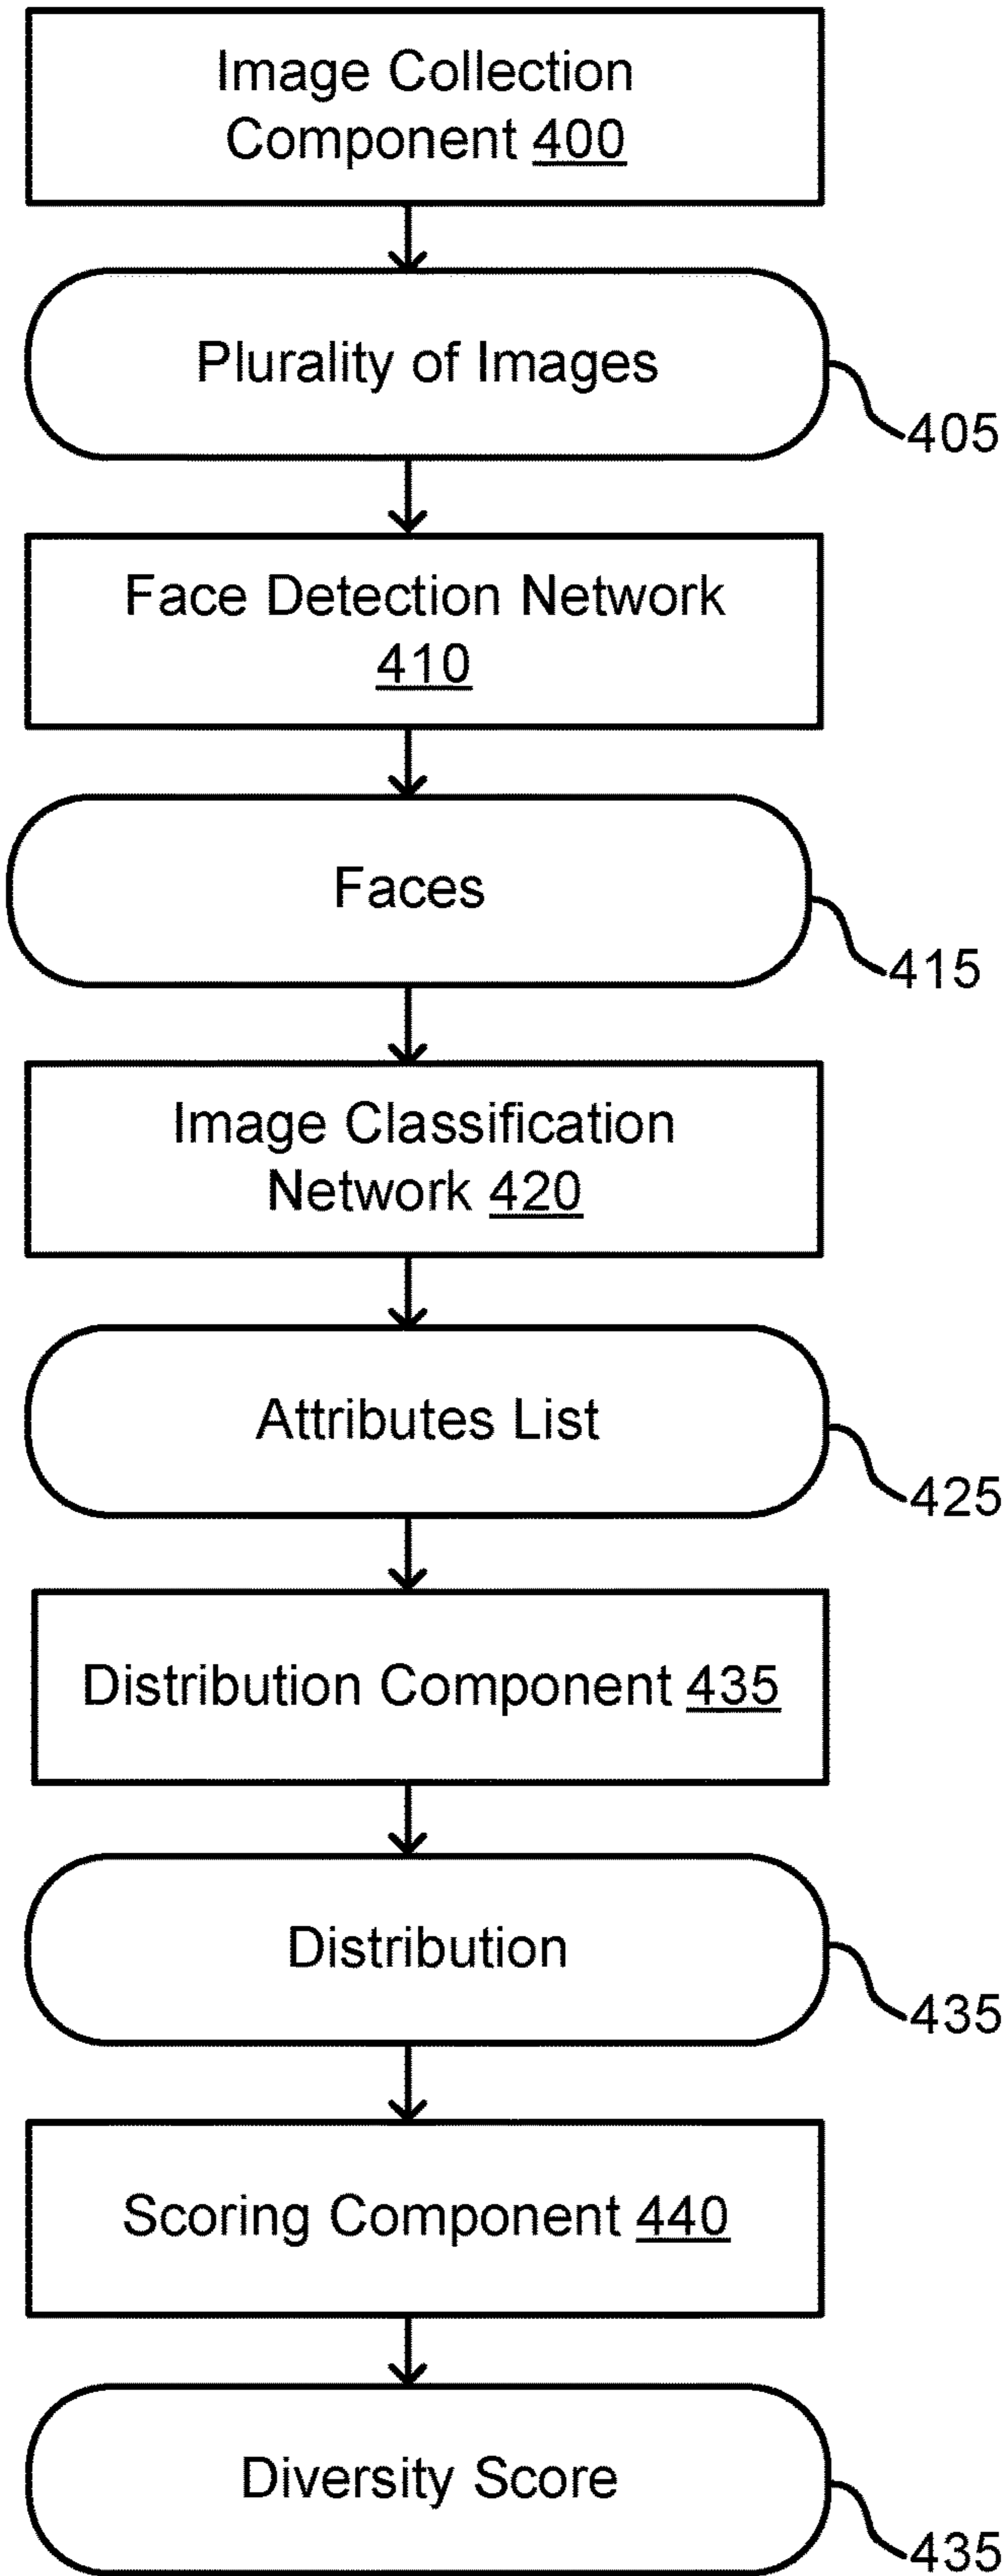 Image Collection
Component 400
Plurality of Images
405
Face Detection Network
410
Faces
415
Image Classification
Network 420
Attributes List
425
Distribution Component 435
Distribution
435
Scoring Component 440
Diversity Score
435